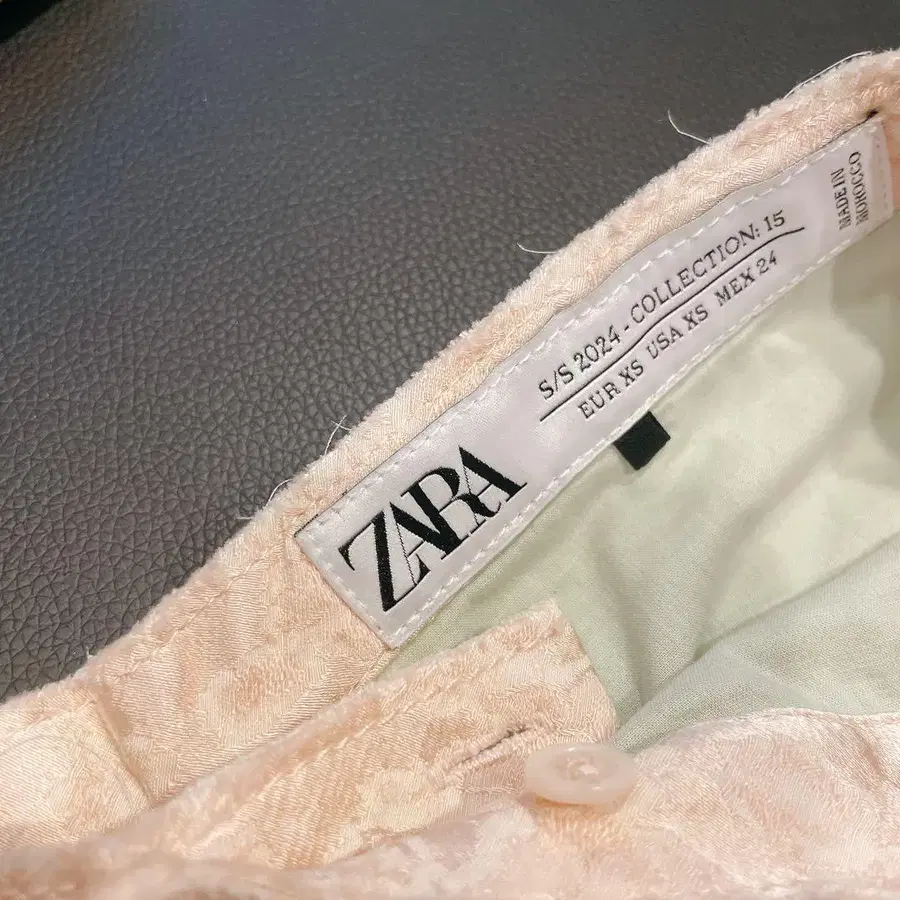 ZARA
S/S 2024 - COLLECTION: 15
EUR XS USA XS MEX 24
MADE IN
MOROCCO